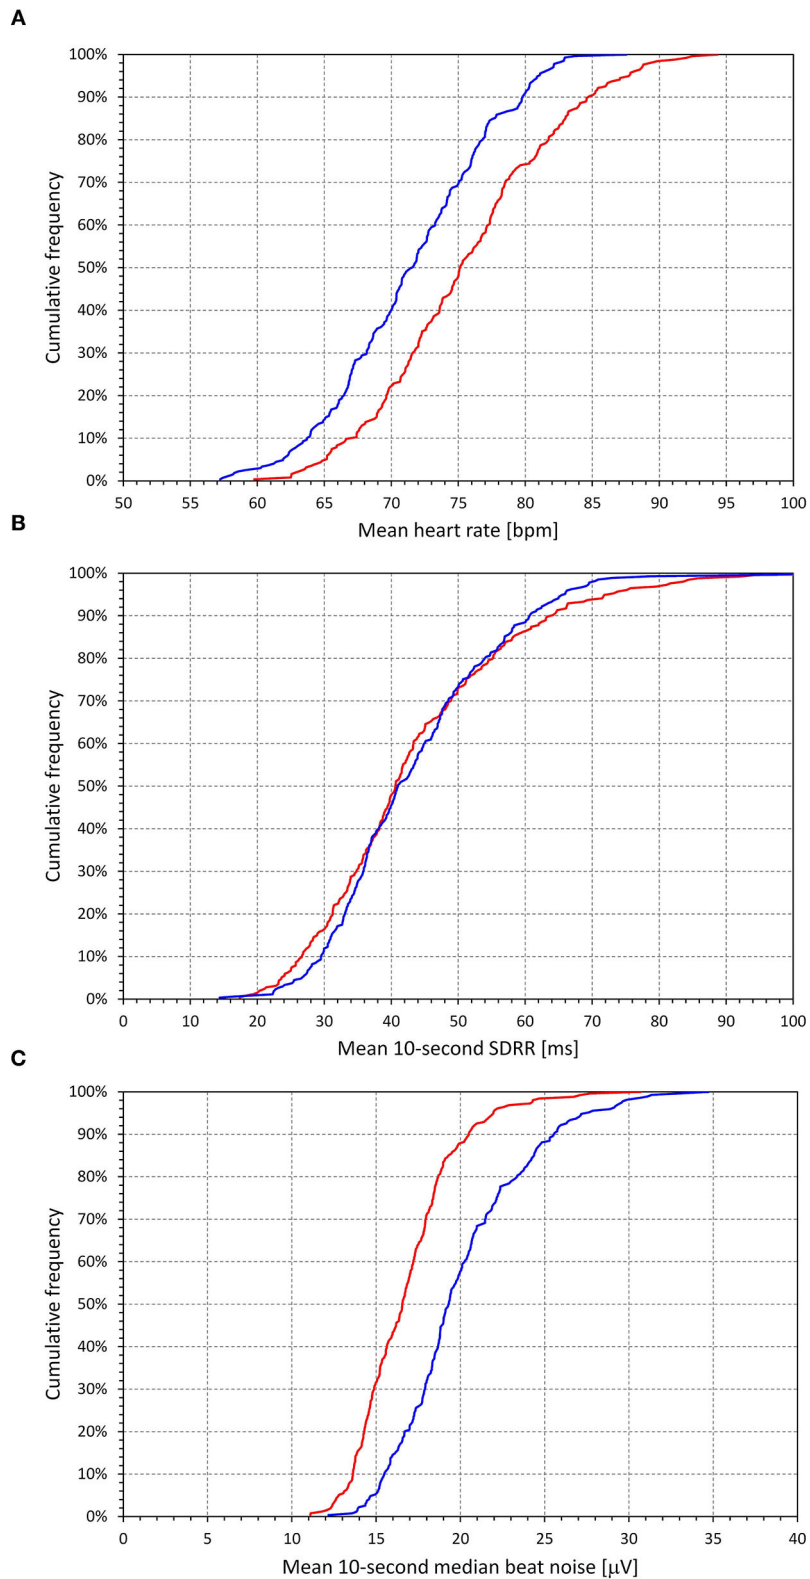 A
100%
90%
80%
70%
60%
50%
40%
30%
20%
10%
0%
Cumulative frequency
50 55 60 65 70 75 80 85 90 95 100
Mean heart rate [bpm]
B
100%
90%
80%
70%
60%
50%
40%
30%
20%
10%
0%
Cumulative frequency
0 10 20 30 40 50 60 70 80 90 100
Mean 10-second SDRR [ms]
C
100%
90%
80%
70%
60%
50%
40%
30%
20%
10%
0%
Cumulative frequency
0 5 10 15 20 25 30 35 40
Mean 10-second median beat noise [μV]